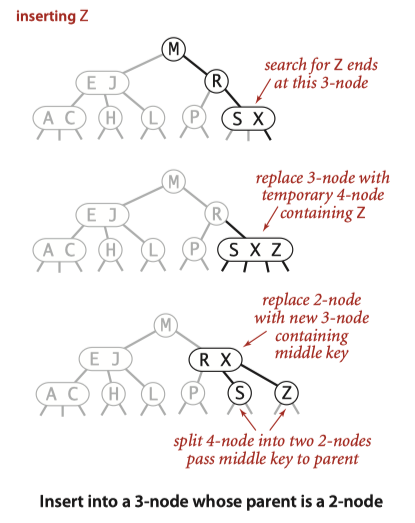 inserting Z
M
E J
R
search for Z ends
at this 3-node
A C
H
L
P
S X
M
replace 3-node with
temporary 4-node
containing Z
E J
R
A C
H
L
P
S X Z
replace 2-node
with new 3-node
containing
middle key
M
E J
R X
A C
H
L
P
S
Z
split 4-node into two 2-nodes
pass middle key to parent
Insert into a 3-node whose parent is a 2-node